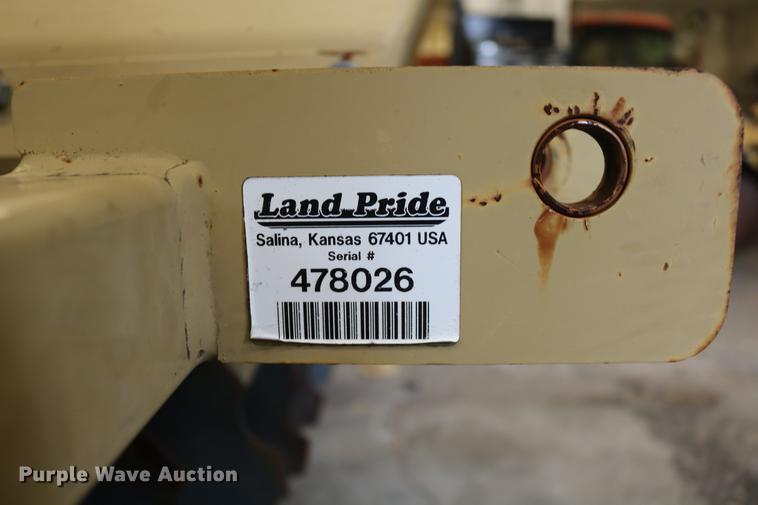 Land Pride
Salina, Kansas 67401 USA
Serial #
478026
Purple Wave Auction